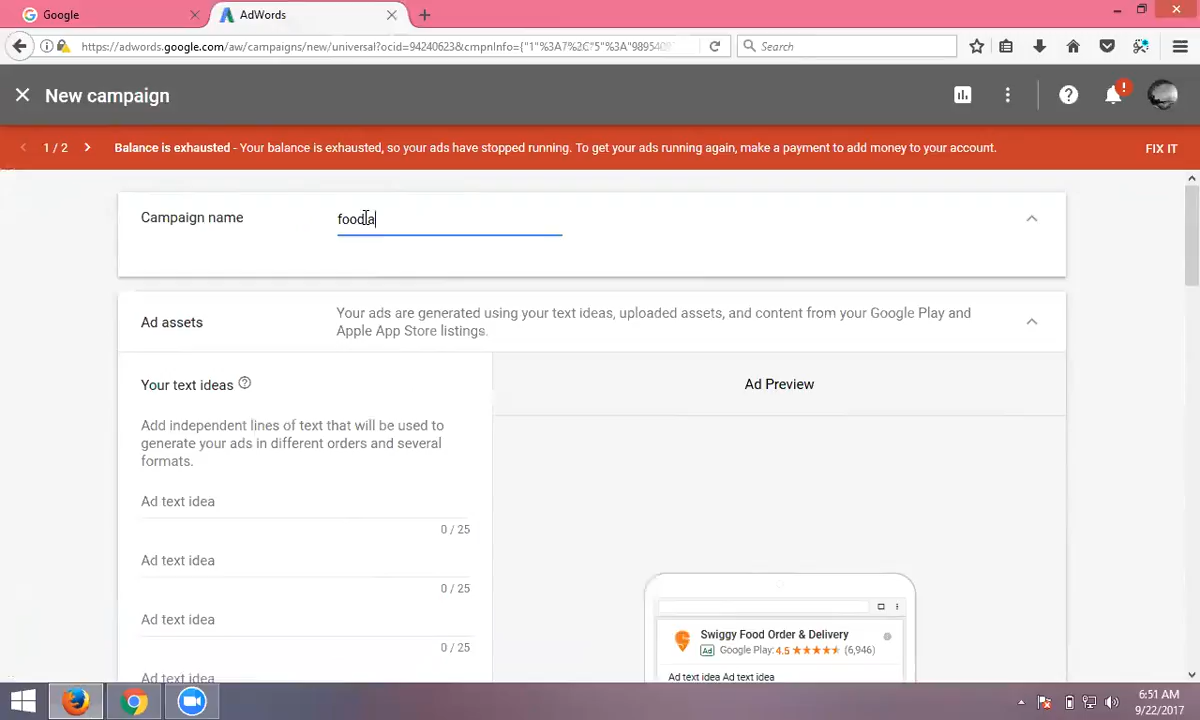 Google
AdWords
https://adwords.google.com/aw/campaigns/new/universal?ocid=94240623&cmpnInfo={"1"%3A7%2C"5"%3A"989540
Search
New campaign
1 / 2
Balance is exhausted - Your balance is exhausted, so your ads have stopped running. To get your ads running again, make a payment to add money to your account.
FIX IT
Campaign name
food a
Ad assets
Your ads are generated using your text ideas, uploaded assets, and content from your Google Play and
Apple App Store listings.
Your text ideas
Ad Preview
Add independent lines of text that will be used to
generate your ads in different orders and several
formats.
Ad text idea
0 / 25
Ad text idea
0 / 25
Ad text idea
0 / 25
Ad text idea
Swiggy Food Order & Delivery
Ad Google Play: 4.5 ★★★★★ (6,946)
Ad text idea Ad text idea
6:51 AM
9/22/2017